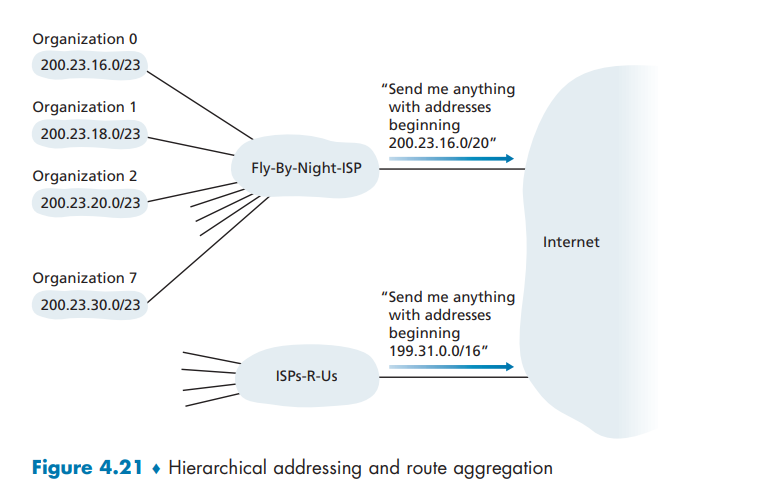 Organization 0
200.23.16.0/23
Organization 1
200.23.18.0/23
Organization 2
200.23.20.0/23
Organization 7
200.23.30.0/23
Fly-By-Night-ISP
“Send me anything
with addresses
beginning
200.23.16.0/20”
Internet
“Send me anything
with addresses
beginning
199.31.0.0/16”
ISPs-R-Us
Figure 4.21 ♦ Hierarchical addressing and route aggregation